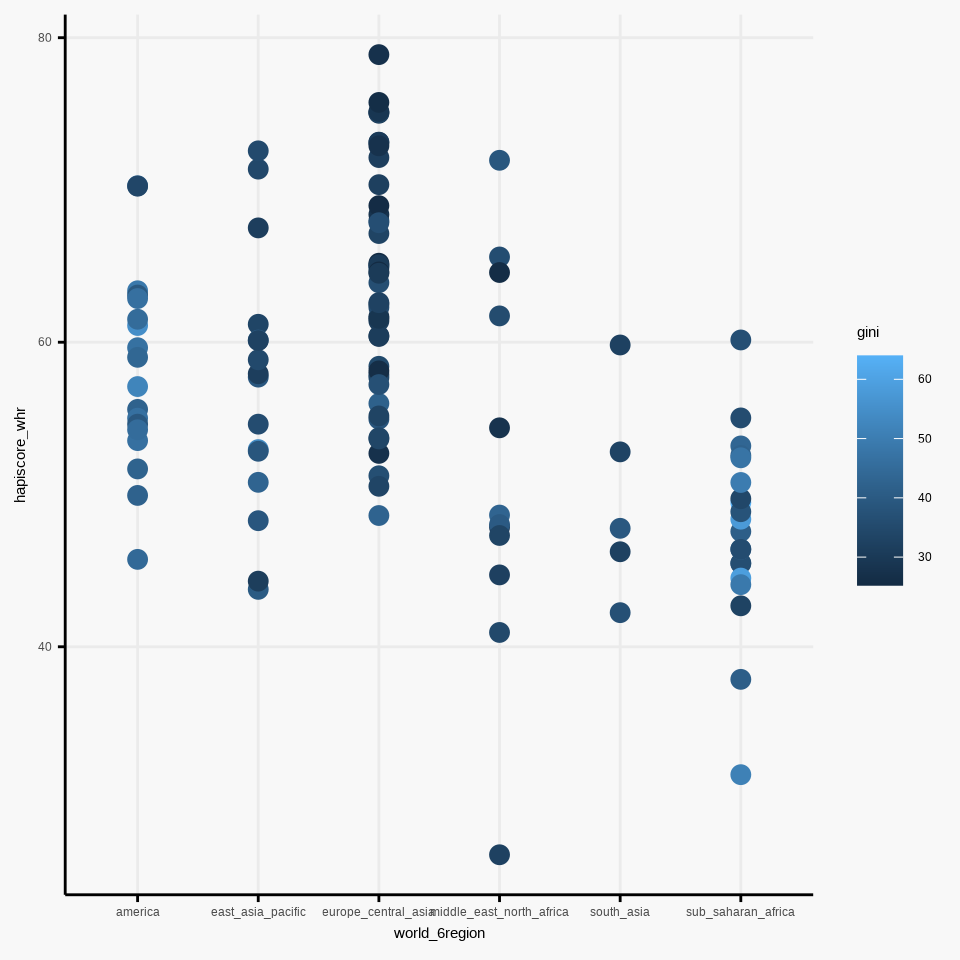 80
60
40
hapiscore_whr
america
east_asia_pacific
europe_central_asia
middle_east_north_africa
south_asia
sub_saharan_africa
world_6region
gini
60
50
40
30